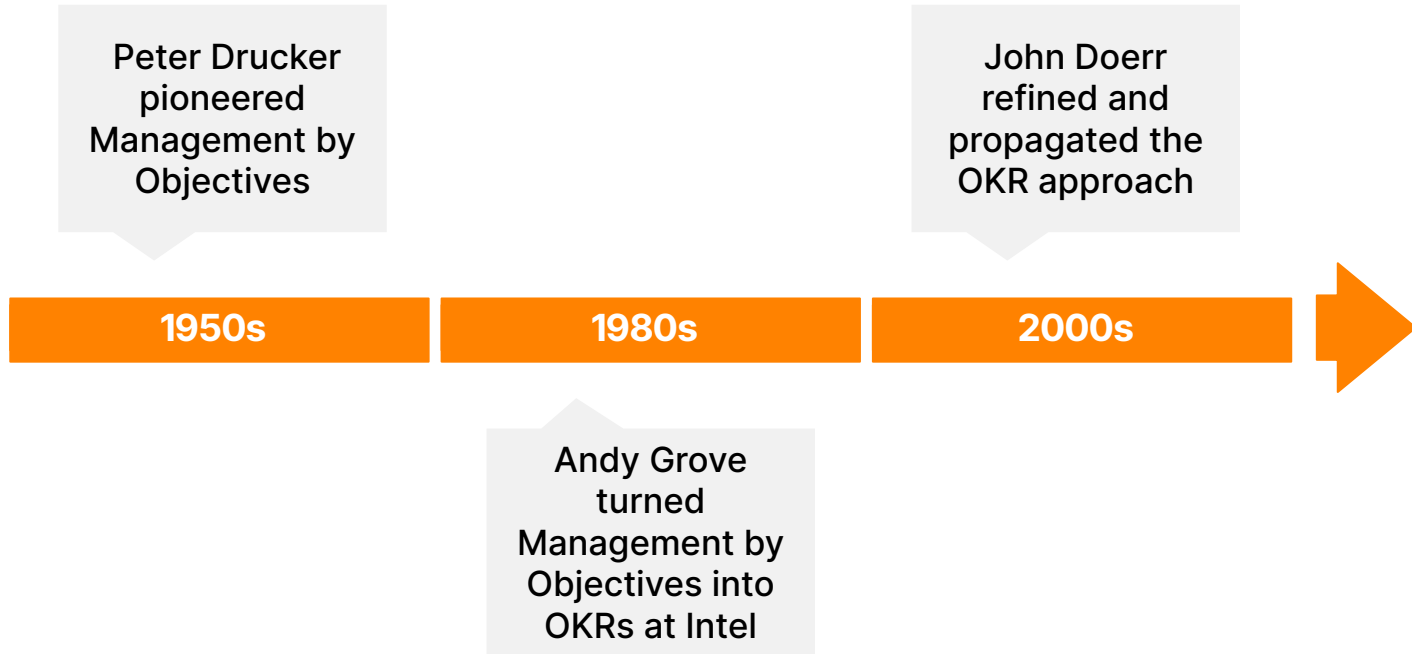 Peter Drucker
pioneered
Management by
Objectives
John Doerr
refined and
propagated the
OKR approach
1950s
1980s
2000s
Andy Grove
turned
Management by
Objectives into
OKRs at Intel